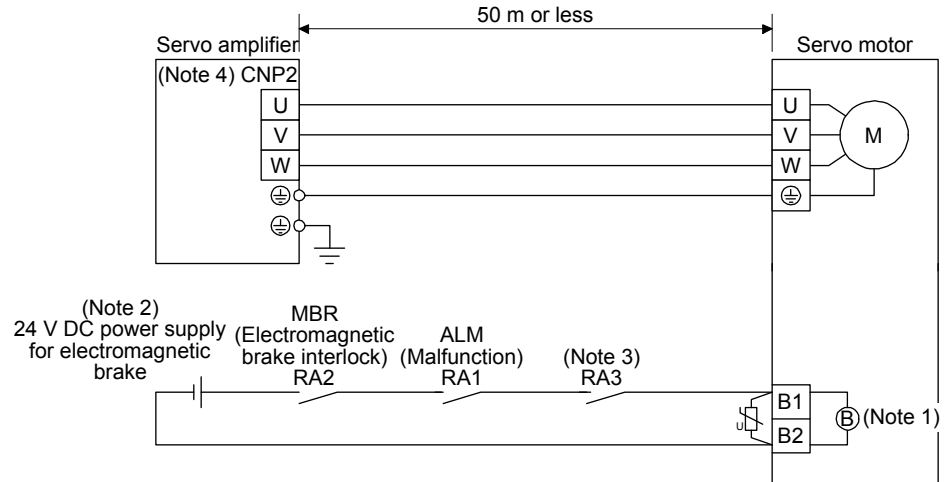 50 m or less
Servo amplifier
Servo motor
(Note 4) CNP2
U
V
W
U
V
W
M
(Note 2)
24 V DC power supply
for electromagnetic
brake
MBR
(Electromagnetic
brake interlock)
RA2
ALM
(Malfunction)
RA1
(Note 3)
RA3
U
B1
B2
B
(Note 1)